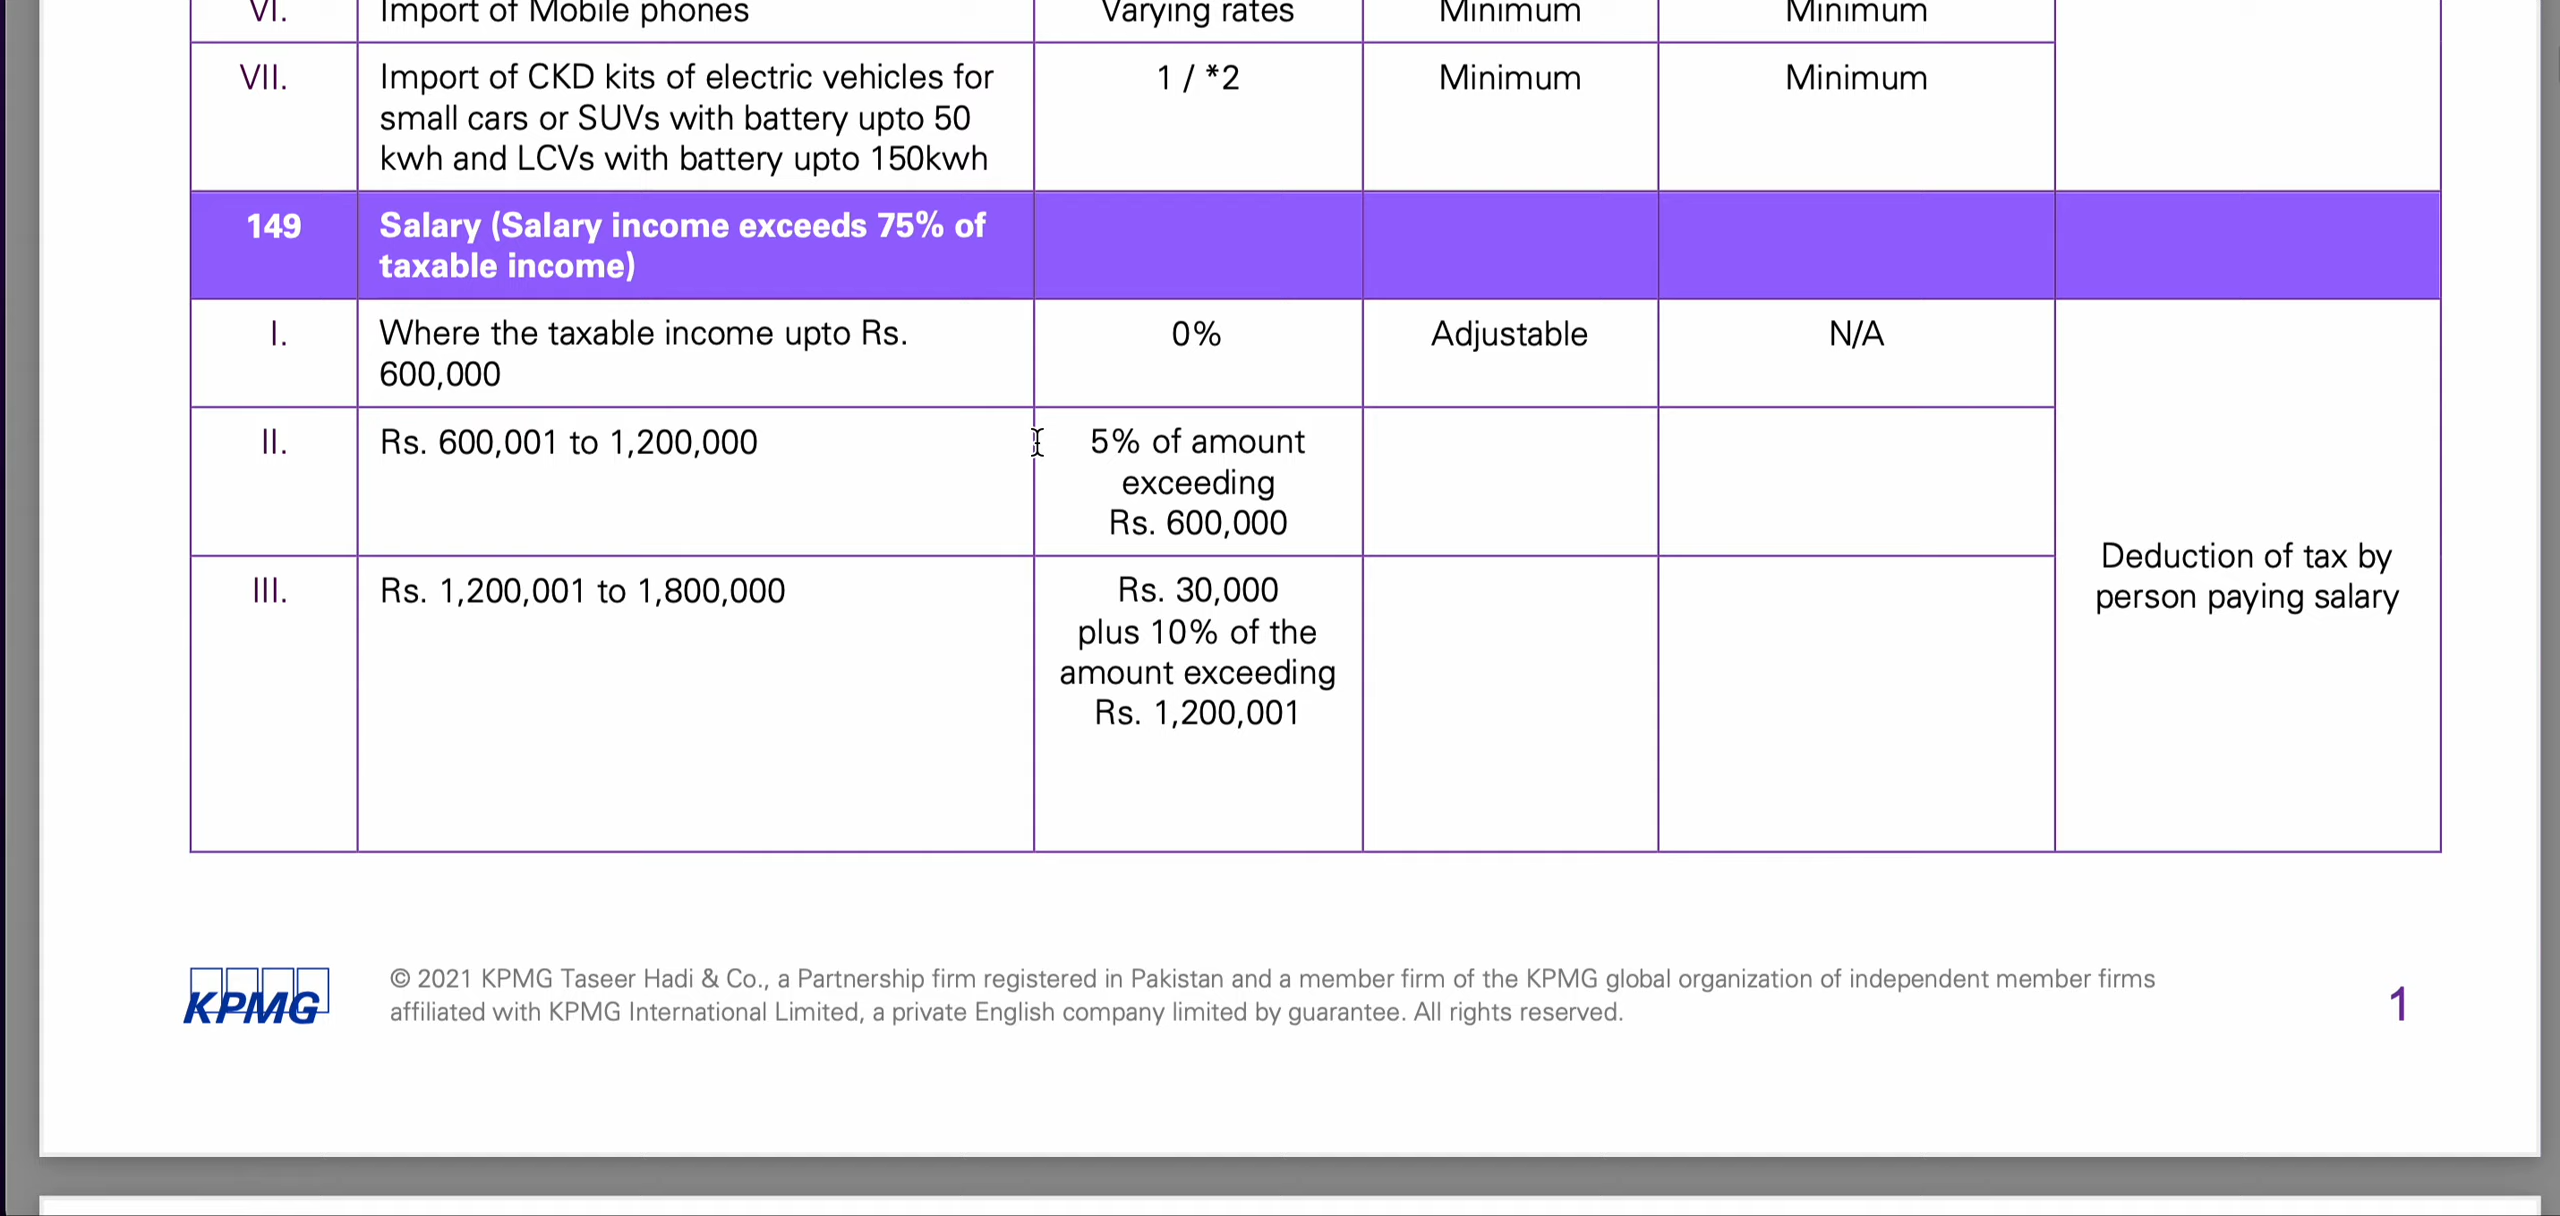 VI.
Import of Mobile phones
Varying rates
Minimum
Minimum
VII.
Import of CKD kits of electric vehicles for
small cars or SUVs with battery upto 50
kwh and LCVs with battery upto 150kwh
1 / *2
Minimum
Minimum
149
Salary (Salary income exceeds 75% of
taxable income)
I.
Where the taxable income upto Rs.
600,000
0%
Adjustable
N/A
II.
Rs. 600,001 to 1,200,000
5% of amount
exceeding
Rs. 600,000
III.
Rs. 1,200,001 to 1,800,000
Rs. 30,000
plus 10% of the
amount exceeding
Rs. 1,200,001
Deduction of tax by
person paying salary
KPMG
© 2021 KPMG Taseer Hadi & Co., a Partnership firm registered in Pakistan and a member firm of the KPMG global organization of independent member firms
affiliated with KPMG International Limited, a private English company limited by guarantee. All rights reserved.
1